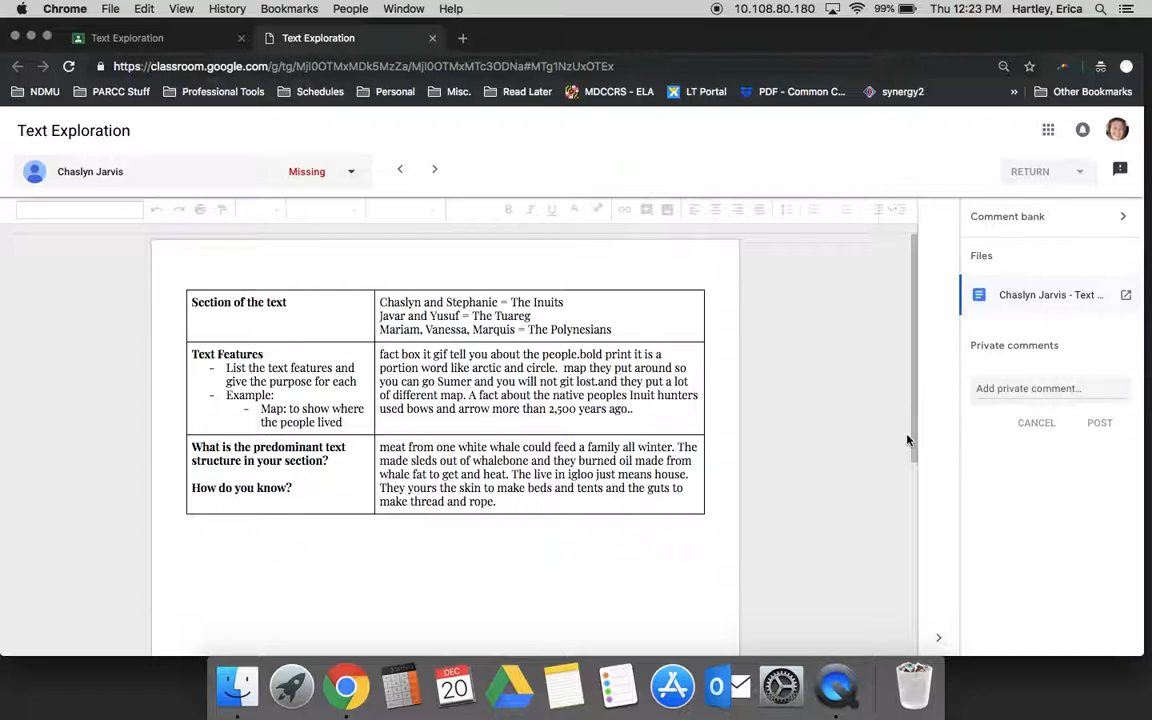 Chrome File Edit View History Bookmarks People Window Help 10.108.80.180 99% Thu 12:23 PM Hartley, Erica
Text Exploration Text Exploration
https://classroom.google.com/g/tg/MjI0OTMxMDk5MzZa/MjI0OTMxMTc3ODNa#MTg1NzUxOTEx
NDMU PARCC Stuff Professional Tools Schedules Personal Misc. Read Later MDCCRS - ELA LT Portal PDF - Common C... synergy2 » Other Bookmarks
Text Exploration
Chaslyn Jarvis Missing RETURN
Comment bank
Files
Chaslyn Jarvis - Text ...
Private comments
Add private comment...
CANCEL POST
Section of the text
Chaslyn and Stephanie = The Inuits
Javar and Yusuf = The Tuareg
Mariam, Vanessa, Marquis = The Polynesians
Text Features
- List the text features and
give the purpose for each
- Example:
- Map: to show where
the people lived
fact box it gif tell you about the people.bold print it is a
portion word like arctic and circle. map they put around so
you can go Sumer and you will not git lost.and they put a lot
of different map. A fact about the native peoples Inuit hunters
used bows and arrow more than 2,500 years ago..
What is the predominant text
structure in your section?
How do you know?
meat from one white whale could feed a family all winter. The
made sleds out of whalebone and they burned oil made from
whale fat to get and heat. The live in igloo just means house.
They yours the skin to make beds and tents and the guts to
make thread and rope.
DEC
20